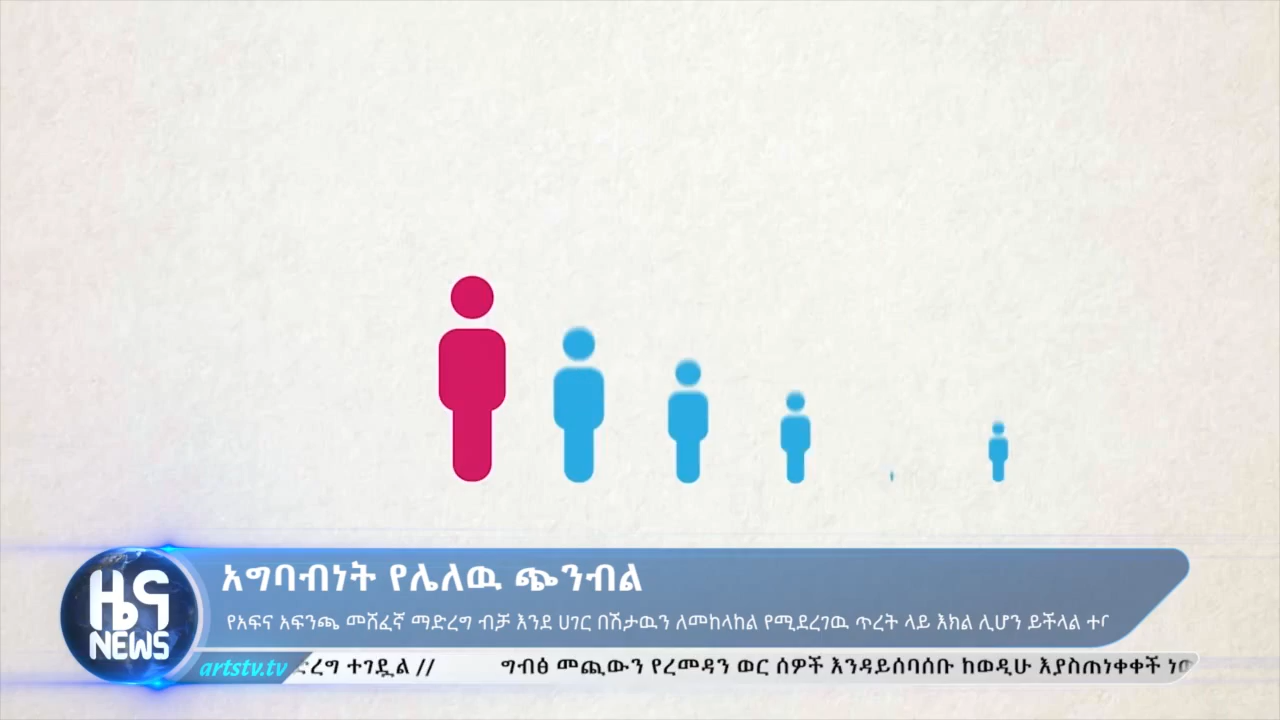 አግባብነት የሌለዉ ጭንብል
የአፍና አፍንጫ መሸፈኛ ማድረግ ብቻ እንደ ሀገር በሽታዉን ለመከላከል የሚደረገዉ ጥረት ላይ እክል ሊሆን ይችላል
ዜና
NEWS
artstv.tv
ተገዷል // ግብፅ መጪውን የረመዳን ወር ሰዎች እንዳይሰባሰቡ ከወዲሁ እያስጠነቀቀች